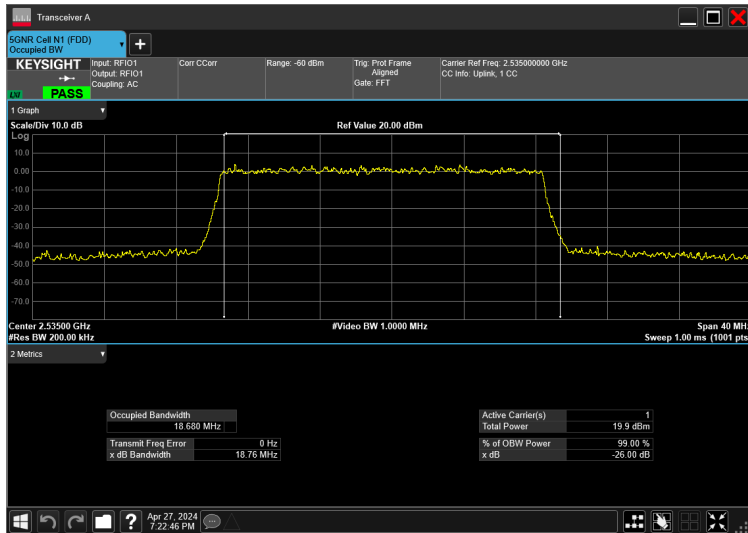 Transceiver A
5GNR Cell N1 (FDD)
Occupied BW
KEYSIGHT
LXI
PASS
Input: RFIO1
Output: RFIO1
Coupling: AC
Corr CCorr
Range: -60 dBm
Trig: Prot Frame
Aligned
Gate: FFT
Carrier Ref Freq: 2.535000000 GHz
CC Info: Uplink, 1 CC
1 Graph
Scale/Div 10.0 dB
Ref Value 20.00 dBm
Log
10.0
0.00
-10.0
-20.0
-30.0
-40.0
-50.0
-60.0
-70.0
Center 2.53500 GHz
#Video BW 1.0000 MHz
Span 40 MH
#Res BW 200.00 kHz
Sweep 1.00 ms (1001 pts
2 Metrics
Occupied Bandwidth
18.680 MHz
Transmit Freq Error 0 Hz
x dB Bandwidth 18.76 MHz
Active Carrier(s) 1
Total Power 19.9 dBm
% of OBW Power 99.00 %
x dB -26.00 dB
?
Apr 27, 2024
7:22:46 PM